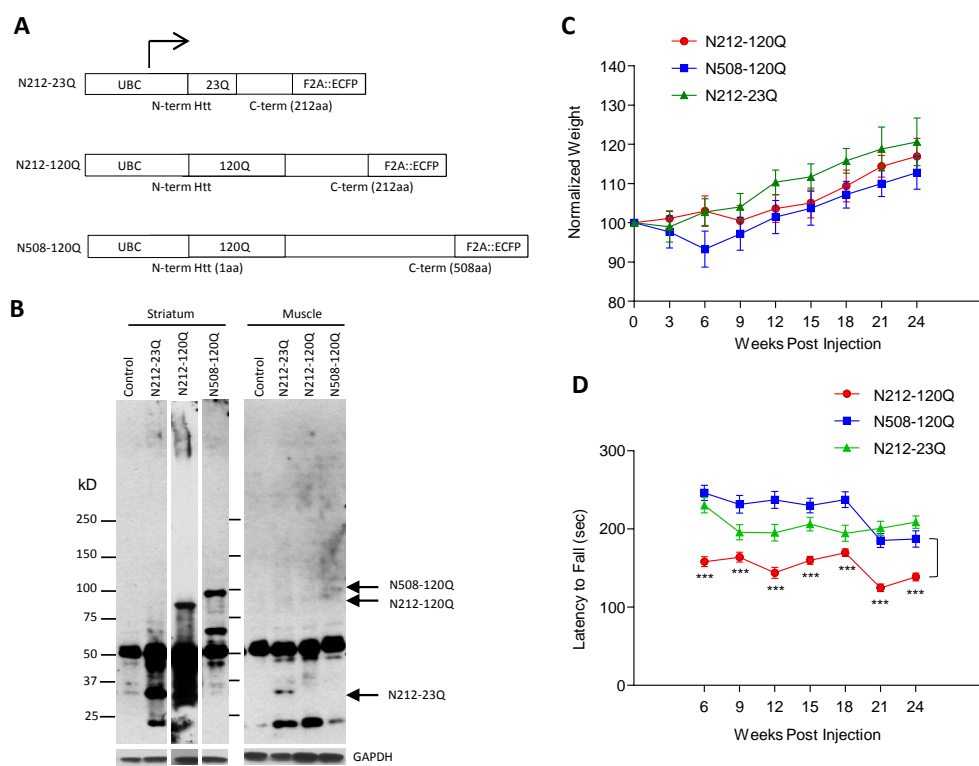 A
N212-23Q
UBC
23Q
F2A::ECFP
N-term Htt
C-term (212aa)
N212-120Q
UBC
120Q
F2A::ECFP
N-term Htt
C-term (212aa)
N508-120Q
UBC
120Q
F2A::ECFP
N-term Htt (1aa)
C-term (508aa)
B
Striatum
Muscle
Control
N212-23Q
N212-120Q
N508-120Q
Control
N212-23Q
N212-120Q
N508-120Q
kD
250
150
100
75
50
37
25
N508-120Q
N212-120Q
N212-23Q
GAPDH
C
N212-120Q
N508-120Q
N212-23Q
Normalized Weight
140
120
110
100
90
80
0 3 6 9 12 15 18 21 24
Weeks Post Injection
D
N212-120Q
N508-120Q
N212-23Q
Latency to Fall (sec)
300
200
100
0
*** *** *** *** *** *** ***
6 9 12 15 18 21 24
Weeks Post Injection